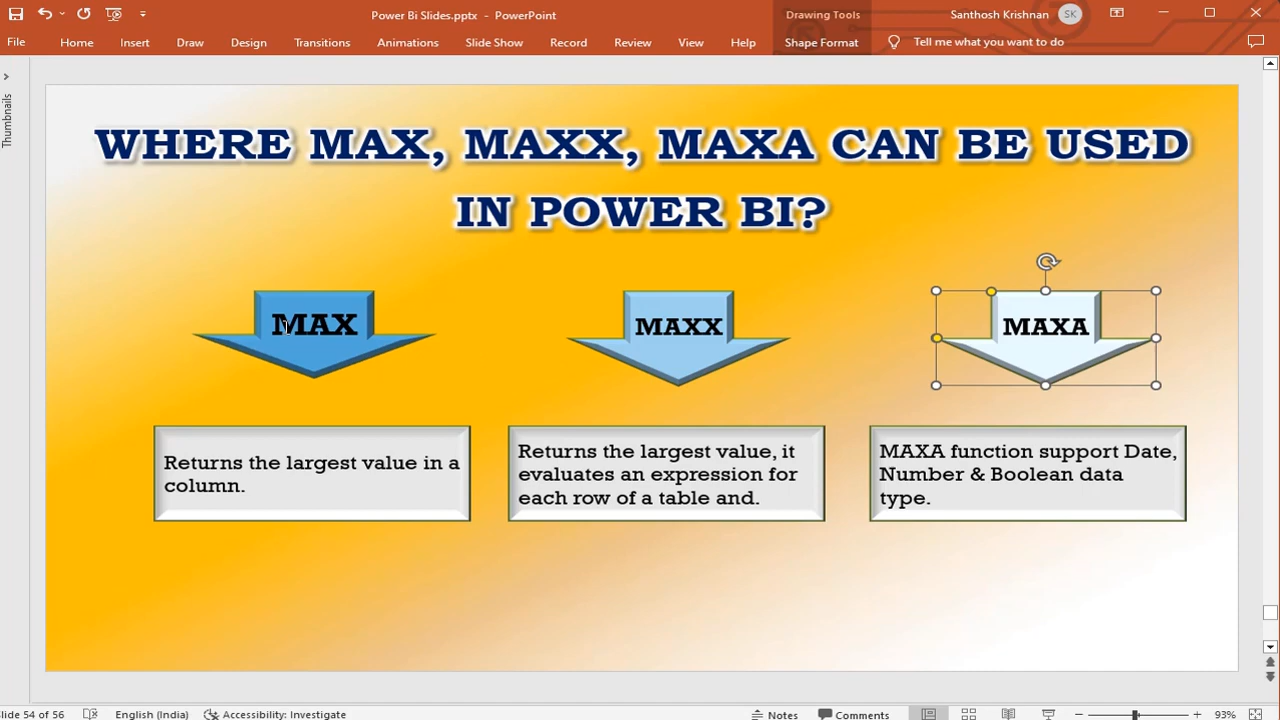 Power Bi Slides.pptx - PowerPoint
Drawing Tools
Santhosh Krishnan SK
File Home Insert Draw Design Transitions Animations Slide Show Record Review View Help Shape Format Tell me what you want to do
Thumbnails
WHERE MAX, MAXX, MAXA CAN BE USED
IN POWER BI?
MAX
MAXX
MAXA
Returns the largest value in a
column.
Returns the largest value, it
evaluates an expression for
each row of a table and.
MAXA function support Date,
Number & Boolean data
type.
Slide 54 of 56 English (India) Accessibility: Investigate Notes Comments 93%